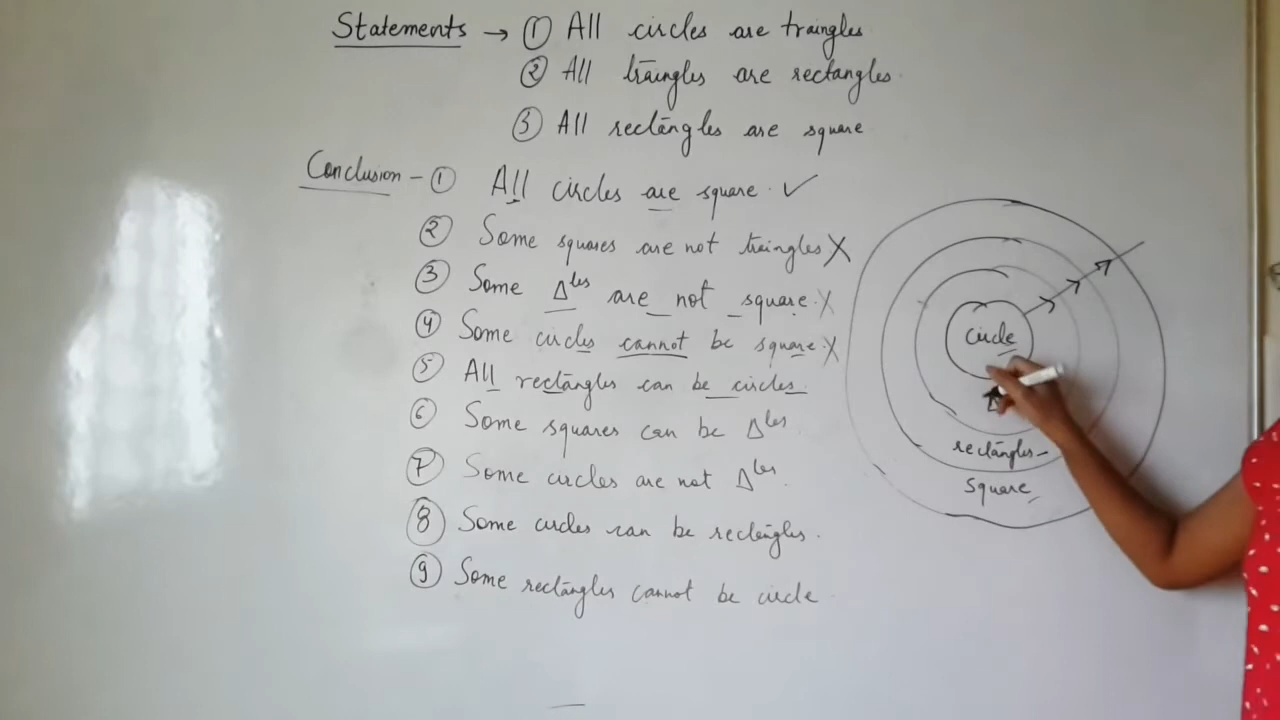 Statements → ① All circles are traingles
② All traingles are rectangles.
③ All rectangles are square
Conclusion - ① All circles are square. ✓
② Some squares are not traingles X
③ Some Δles are not square. X
④ Some circles cannot be square. X
⑤ All rectangles can be circles.
⑥ Some squares can be Δles
⑦ Some circles are not Δles.
⑧ Some circles can be rectangles.
⑨ Some rectangles cannot be circle
circle
Δ
rectangles
square